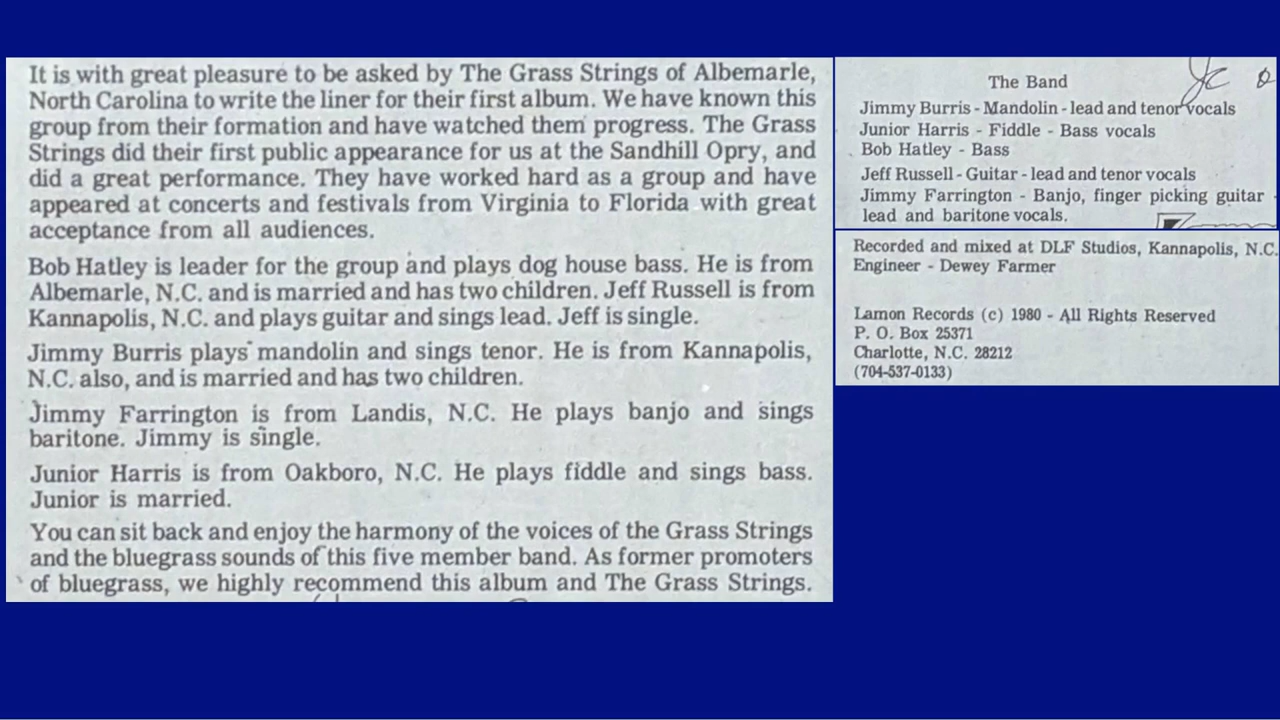 It is with great pleasure to be asked by The Grass Strings of Albemarle,
North Carolina to write the liner for their first album. We have known this
group from their formation and have watched them progress. The Grass
Strings did their first public appearance for us at the Sandhill Opry, and
did a great performance. They have worked hard as a group and have
appeared at concerts and festivals from Virginia to Florida with great
acceptance from all audiences.
Bob Hatley is leader for the group and plays dog house bass. He is from
Albemarle, N.C. and is married and has two children. Jeff Russell is from
Kannapolis, N.C. and plays guitar and sings lead. Jeff is single.
Jimmy Burris plays mandolin and sings tenor. He is from Kannapolis,
N.C. also, and is married and has two children.
Jimmy Farrington is from Landis, N.C. He plays banjo and sings
baritone. Jimmy is single.
Junior Harris is from Oakboro, N.C. He plays fiddle and sings bass.
Junior is married.
You can sit back and enjoy the harmony of the voices of the Grass Strings
and the bluegrass sounds of this five member band. As former promoters
of bluegrass, we highly recommend this album and The Grass Strings.
The Band
Jimmy Burris - Mandolin - lead and tenor vocals
Junior Harris - Fiddle - Bass vocals
Bob Hatley - Bass
Jeff Russell - Guitar - lead and tenor vocals
Jimmy Farrington - Banjo, finger picking guitar -
lead and baritone vocals.
Recorded and mixed at DLF Studios, Kannapolis, N.C.
Engineer - Dewey Farmer
Lamon Records (c) 1980 - All Rights Reserved
P. O. Box 25371
Charlotte, N.C. 28212
(704-537-0133)